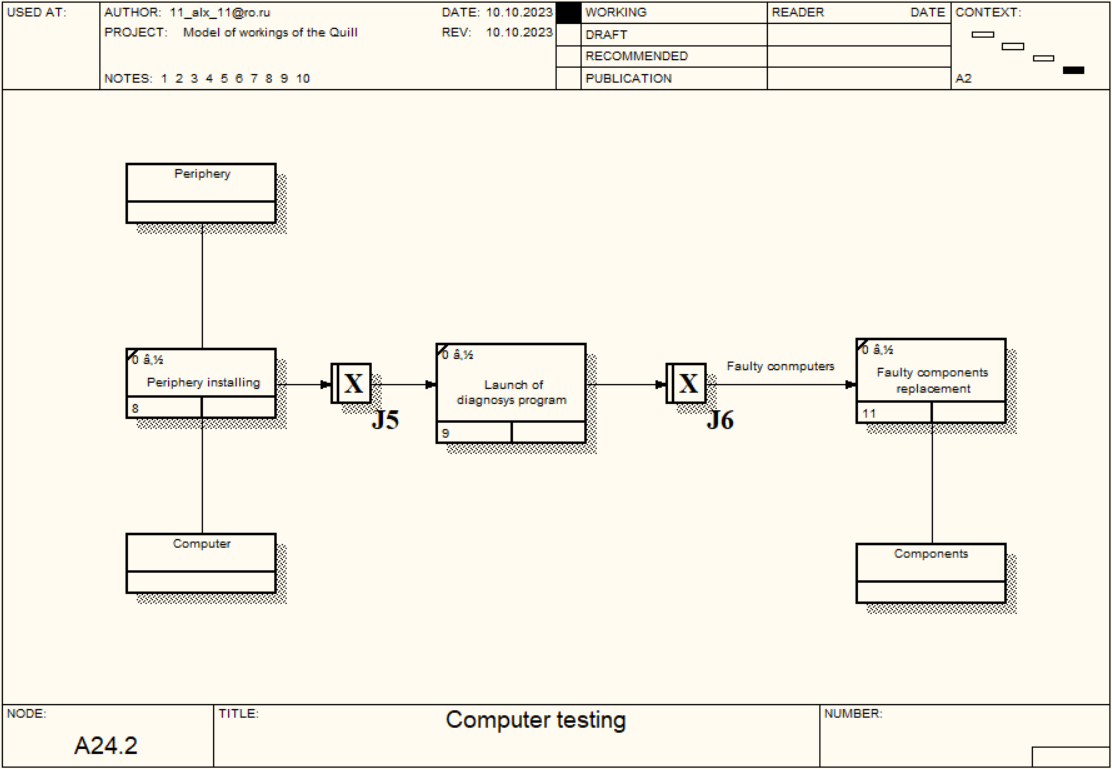 USED AT:
AUTHOR: 11_alx_11@ro.ru
DATE: 10.10.2023
WORKING
READER
DATE
CONTEXT:
PROJECT: Model of workings of the Quill
REV: 10.10.2023
DRAFT
RECOMMENDED
NOTES: 1 2 3 4 5 6 7 8 9 10
PUBLICATION
A2
Periphery
0 â‚½
Periphery installing
8
X
J5
0 â‚½
Launch of
diagnosys program
9
X
J6
Faulty conmputers
0 â‚½
Faulty components
replacement
11
Computer
Components
NODE:
A24.2
TITLE:
Computer testing
NUMBER: